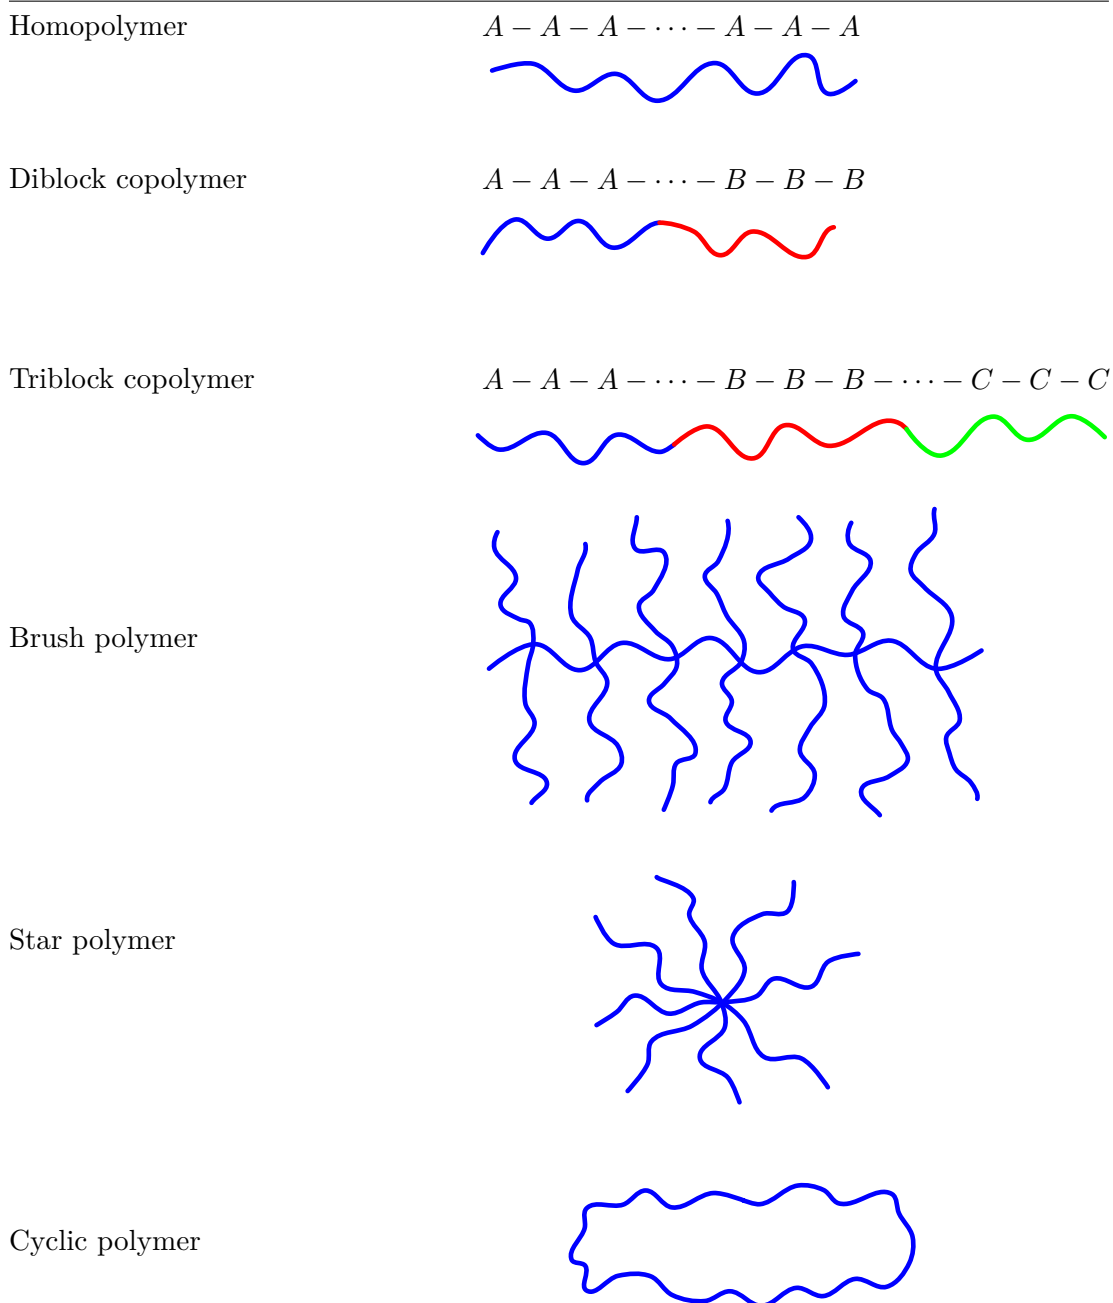 Homopolymer A − A − A − ⋯ − A − A − A
Diblock copolymer A − A − A − ⋯ − B − B − B
Triblock copolymer A − A − A − ⋯ − B − B − B − ⋯ − C − C − C
Brush polymer
Star polymer
Cyclic polymer